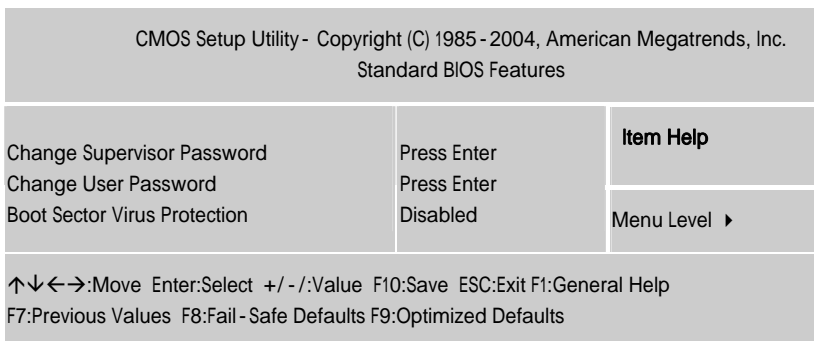 CMOS Setup Utility - Copyright (C) 1985 - 2004, American Megatrends, Inc.
Standard BIOS Features
Change Supervisor Password Press Enter
Change User Password Press Enter
Boot Sector Virus Protection Disabled
Item Help
Menu Level ▸
↑↓←→:Move Enter:Select +/-/:Value F10:Save ESC:Exit F1:General Help
F7:Previous Values F8:Fail-Safe Defaults F9:Optimized Defaults